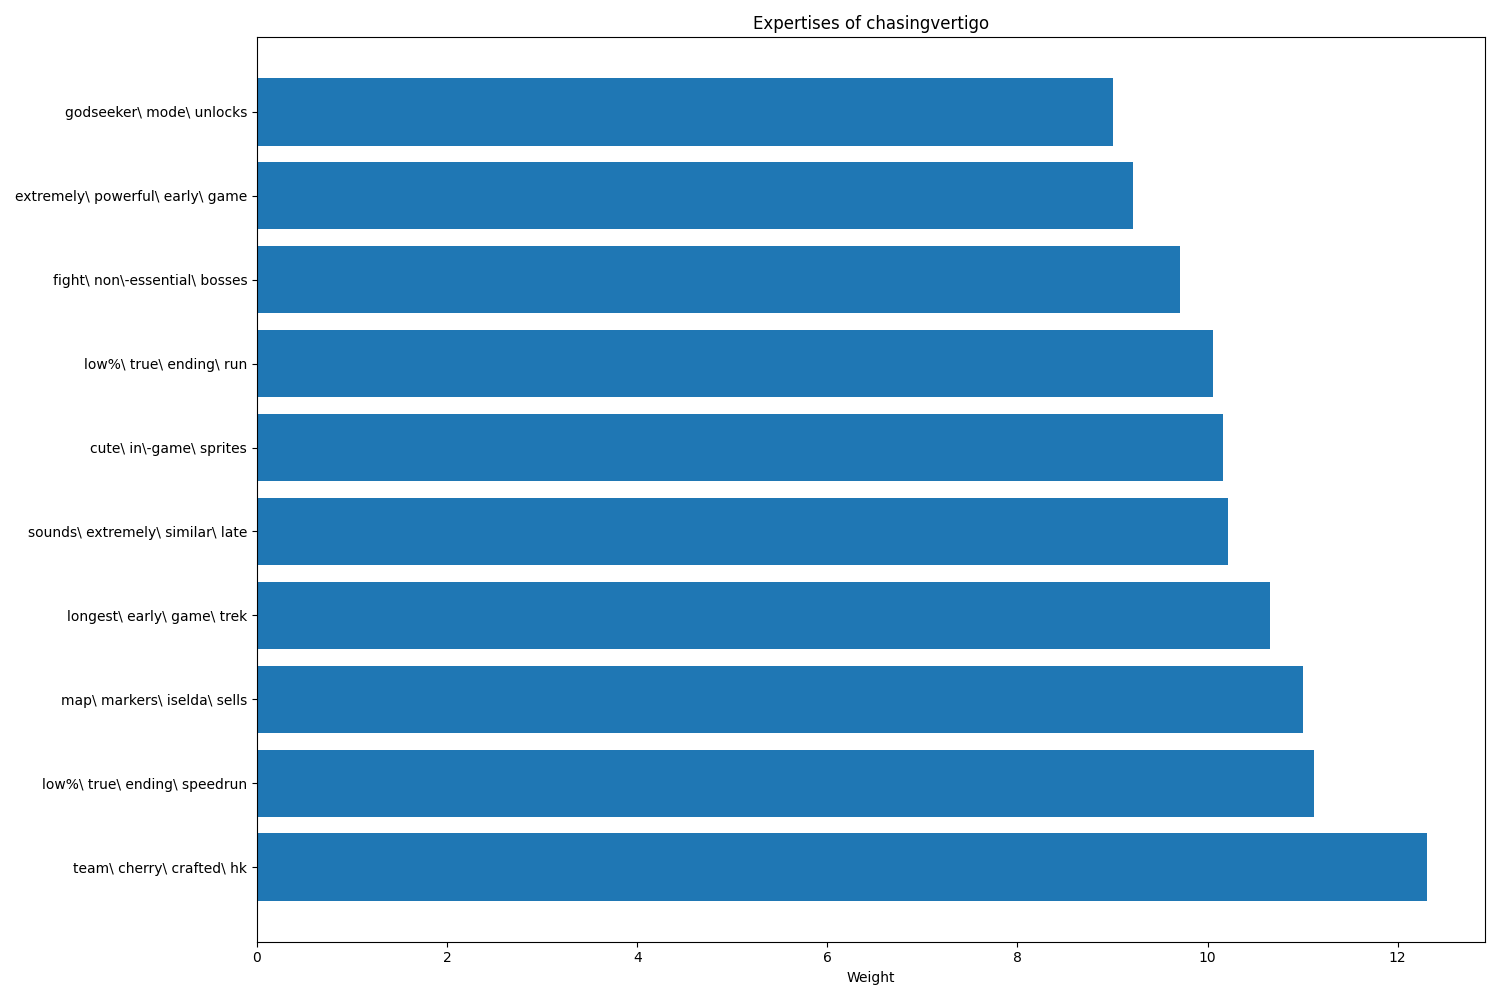 Expertises of chasingvertigo
godseeker\ mode\ unlocks
extremely\ powerful\ early\ game
fight\ non\-essential\ bosses
low%\ true\ ending\ run
cute\ in\-game\ sprites
sounds\ extremely\ similar\ late
longest\ early\ game\ trek
map\ markers\ iselda\ sells
low%\ true\ ending\ speedrun
team\ cherry\ crafted\ hk
0 2 4 6 8 10 12
Weight